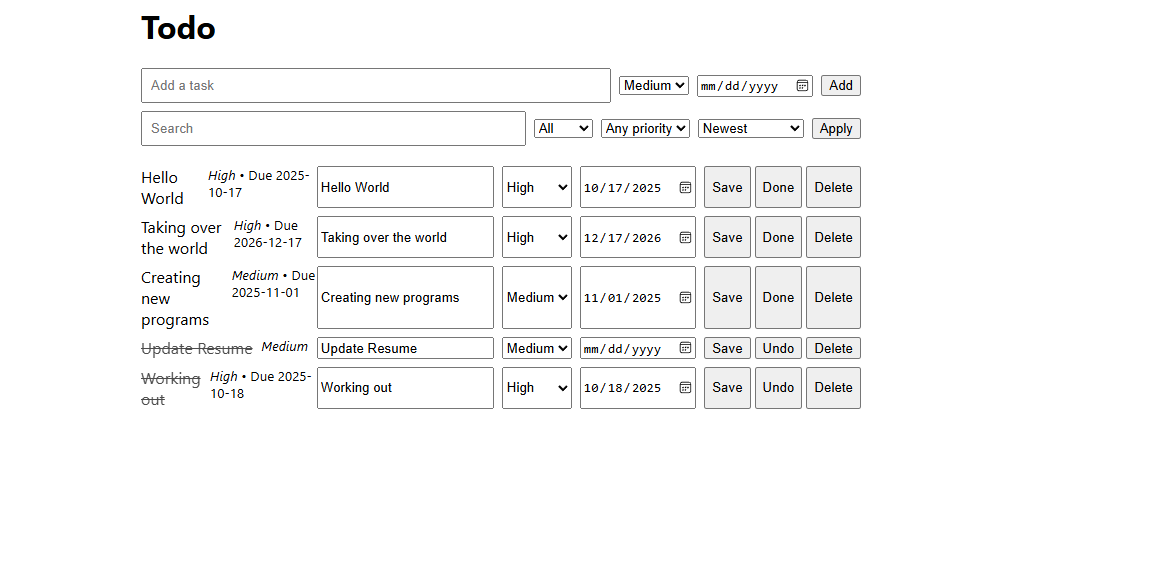 Todo
Add a task Medium mm/dd/yyyy Add
Search All Any priority Newest Apply
Hello World High • Due 2025-10-17 Hello World High 10/17/2025 Save Done Delete
Taking over the world High • Due 2026-12-17 Taking over the world High 12/17/2026 Save Done Delete
Creating new programs Medium • Due 2025-11-01 Creating new programs Medium 11/01/2025 Save Done Delete
Update Resume Medium Update Resume Medium mm/dd/yyyy Save Undo Delete
Working out High • Due 2025-10-18 Working out High 10/18/2025 Save Undo Delete